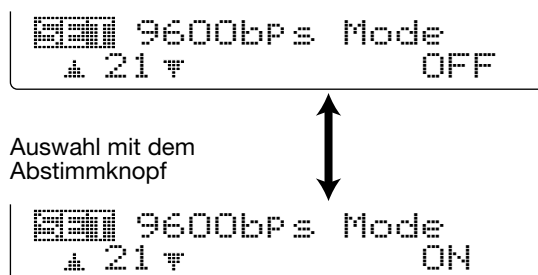 SET 9600bps Mode
▲ 21 ▼ OFF
Auswahl mit dem
Abstimmknopf
SET 9600bps Mode
▲ 21 ▼ ON